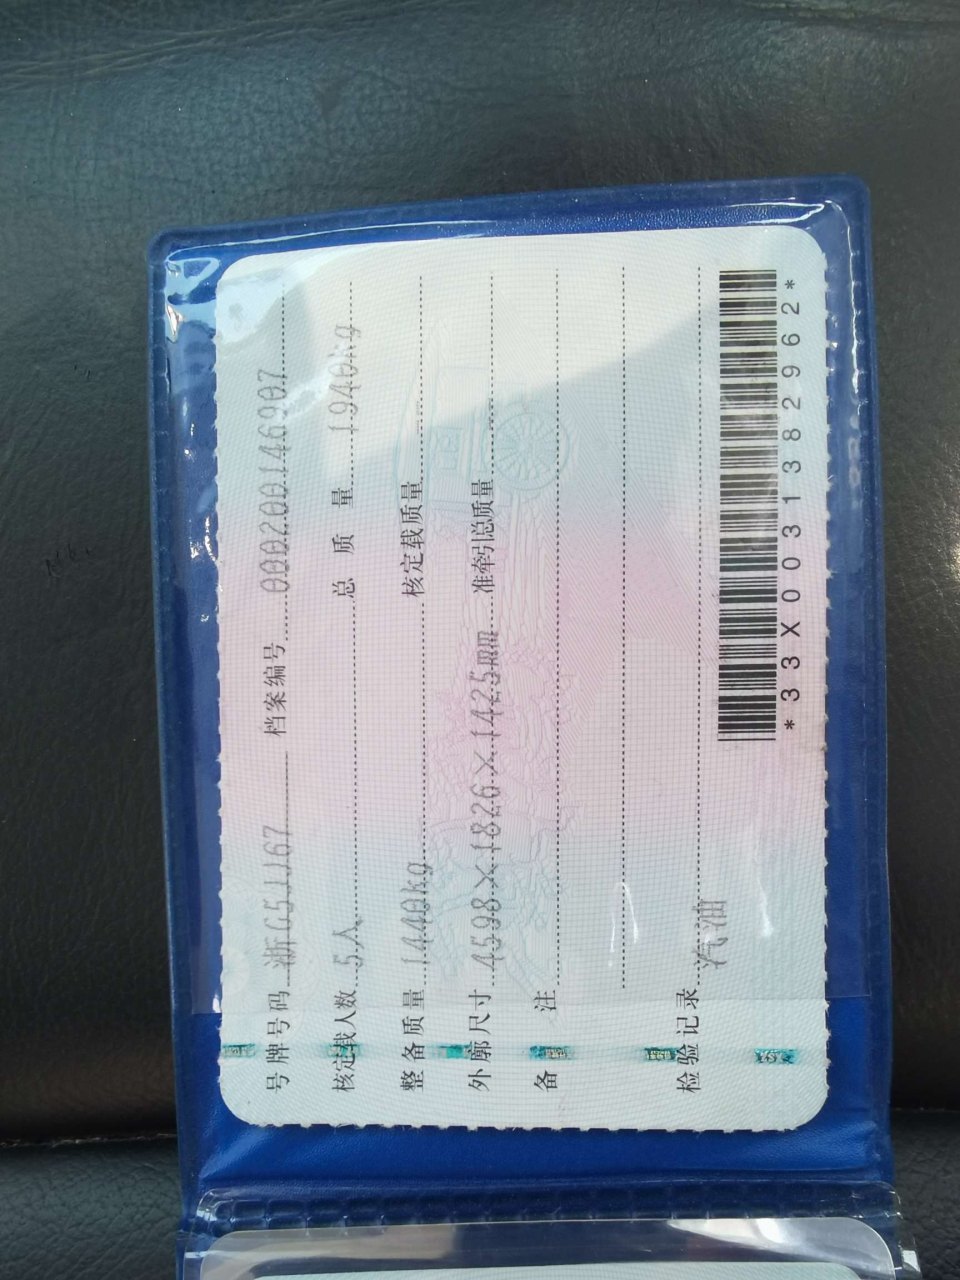 号牌号码 浙G5JJ67 档案编号 000200146907
核定载人数 5人 总质量 1940kg
整备质量 1440kg 核定载质量
外廓尺寸 4598×1826×1425mm 准牵引总质量
备注
检验记录 汽油
*33X0031382962*